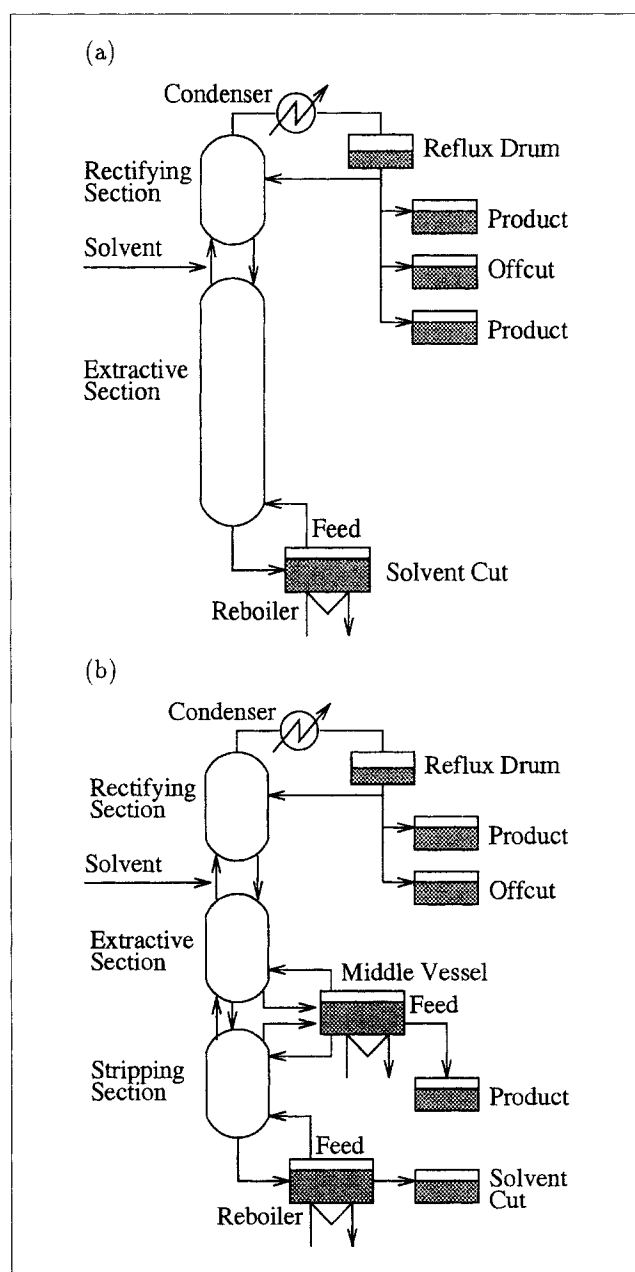 (a)
Condenser
Reflux Drum
Rectifying
Section
Product
Solvent
Offcut
Product
Extractive
Section
Feed
Solvent Cut
Reboiler
(b)
Condenser
Reflux Drum
Rectifying
Section
Product
Solvent
Offcut
Extractive
Section
Middle Vessel
Feed
Stripping
Section
Product
Feed
Solvent
Cut
Reboiler